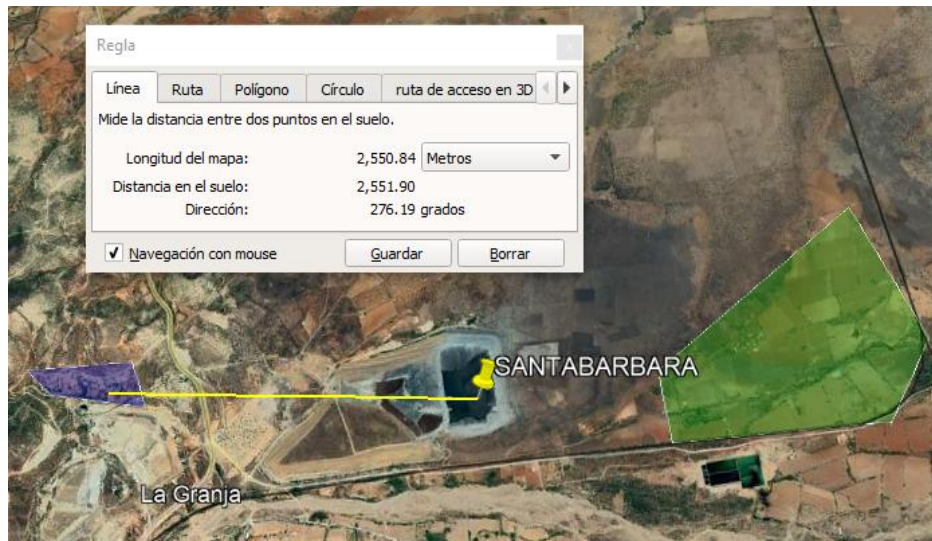 Regla
Línea Ruta Polígono Círculo ruta de acceso en 3D
Mide la distancia entre dos puntos en el suelo.
Longitud del mapa: 2,550.84 Metros
Distancia en el suelo: 2,551.90
Dirección: 276.19 grados
Navegación con mouse Guardar Borrar
SANTABARBARA
La Granja